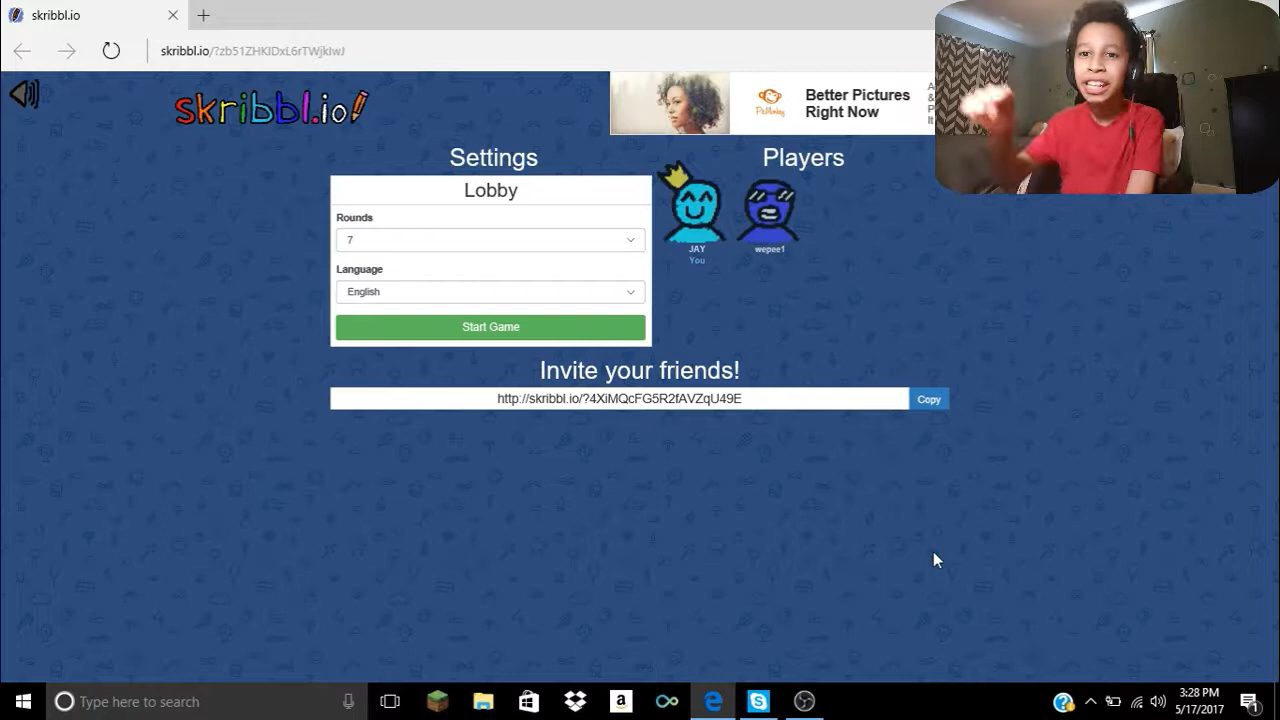 skribbl.io
skribbl.io/?zb51ZHKIDxL6rTWjkIwJ
skribbl.io
PicMonkey
Better Pictures
Right Now
Settings
Players
Lobby
Rounds
7
JAY
You
wepee1
Language
English
Start Game
Invite your friends!
http://skribbl.io/?4XiMQcFG5R2fAVZqU49E
Copy
Type here to search
3:28 PM
5/17/2017